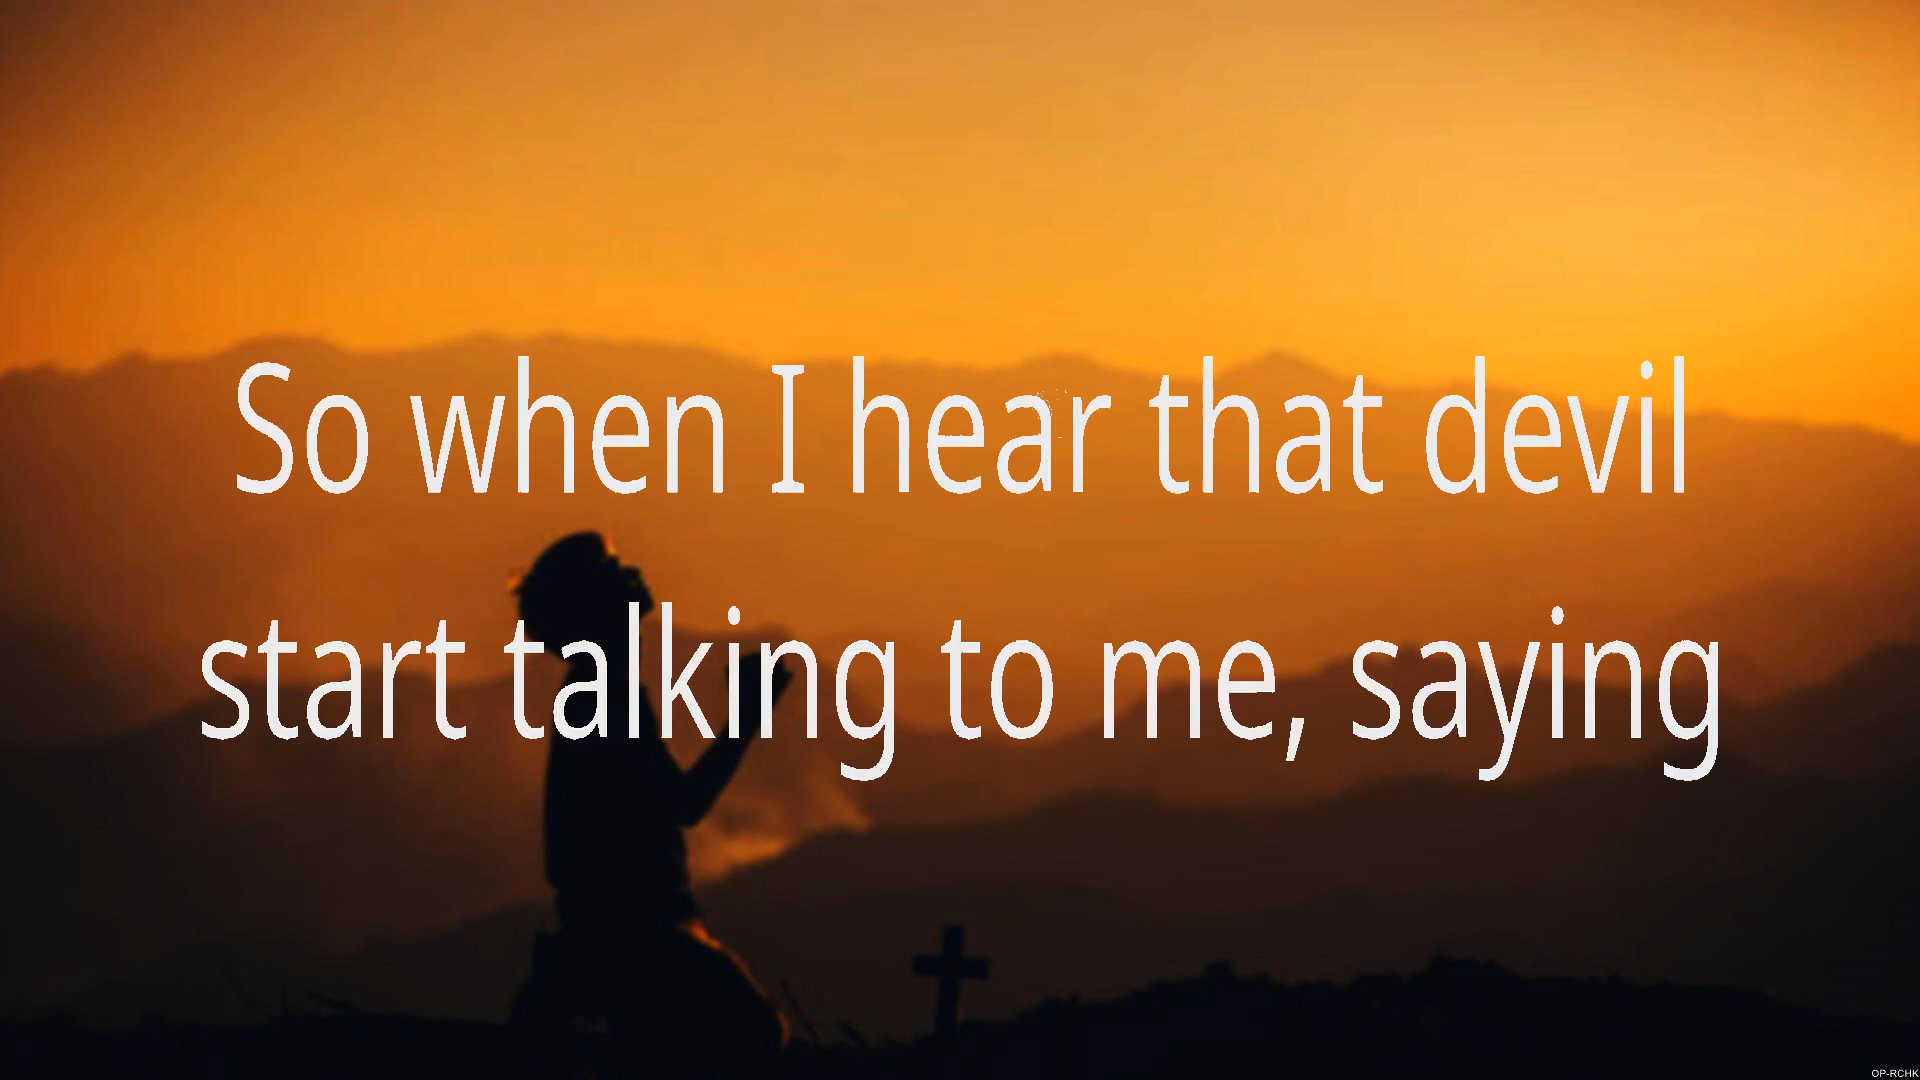 So when I hear that devil
start talking to me, saying
OP-RCHK